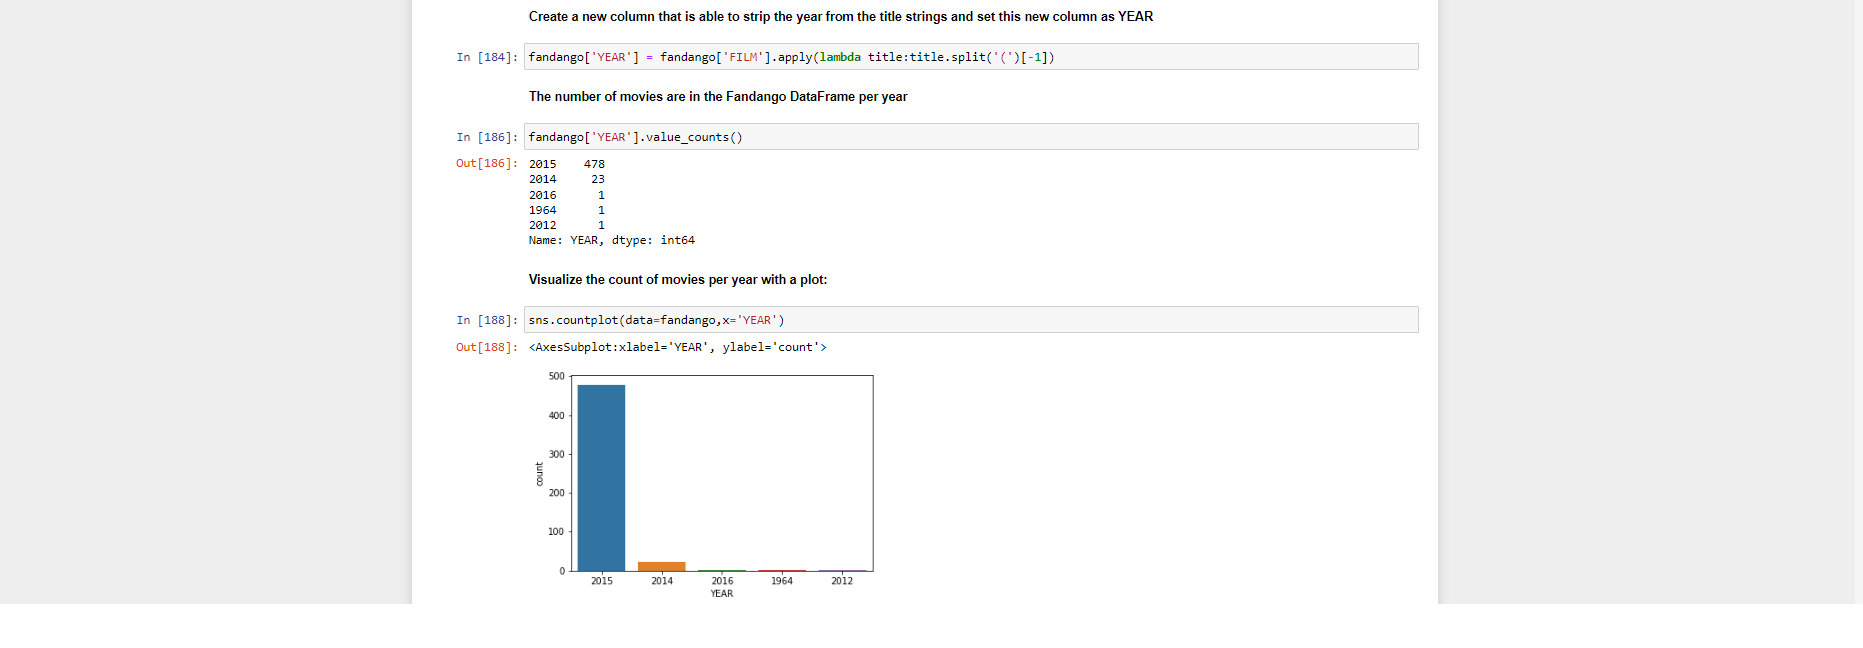 Create a new column that is able to strip the year from the title strings and set this new column as YEAR
In [184]: fandango['YEAR'] = fandango['FILM'].apply(lambda title:title.split('(')[-1])
The number of movies are in the Fandango DataFrame per year
In [186]: fandango['YEAR'].value_counts()
Out[186]: 2015 478
2014 23
2016 1
1964 1
2012 1
Name: YEAR, dtype: int64
Visualize the count of movies per year with a plot:
In [188]: sns.countplot(data=fandango,x='YEAR')
Out[188]: <AxesSubplot:xlabel='YEAR', ylabel='count'>
500
400
300
200
100
0
count
2015 2014 2016 1964 2012
YEAR